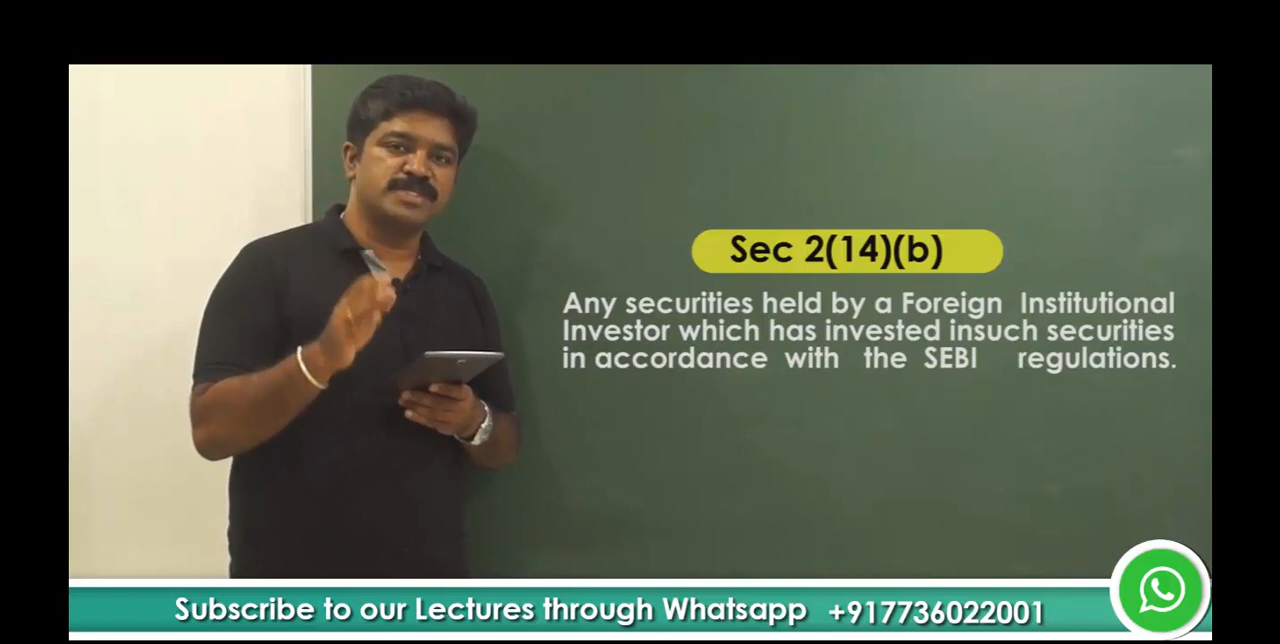 Sec 2(14)(b)
Any securities held by a Foreign Institutional
Investor which has invested insuch securities
in accordance with the SEBI regulations.
Subscribe to our Lectures through Whatsapp +917736022001